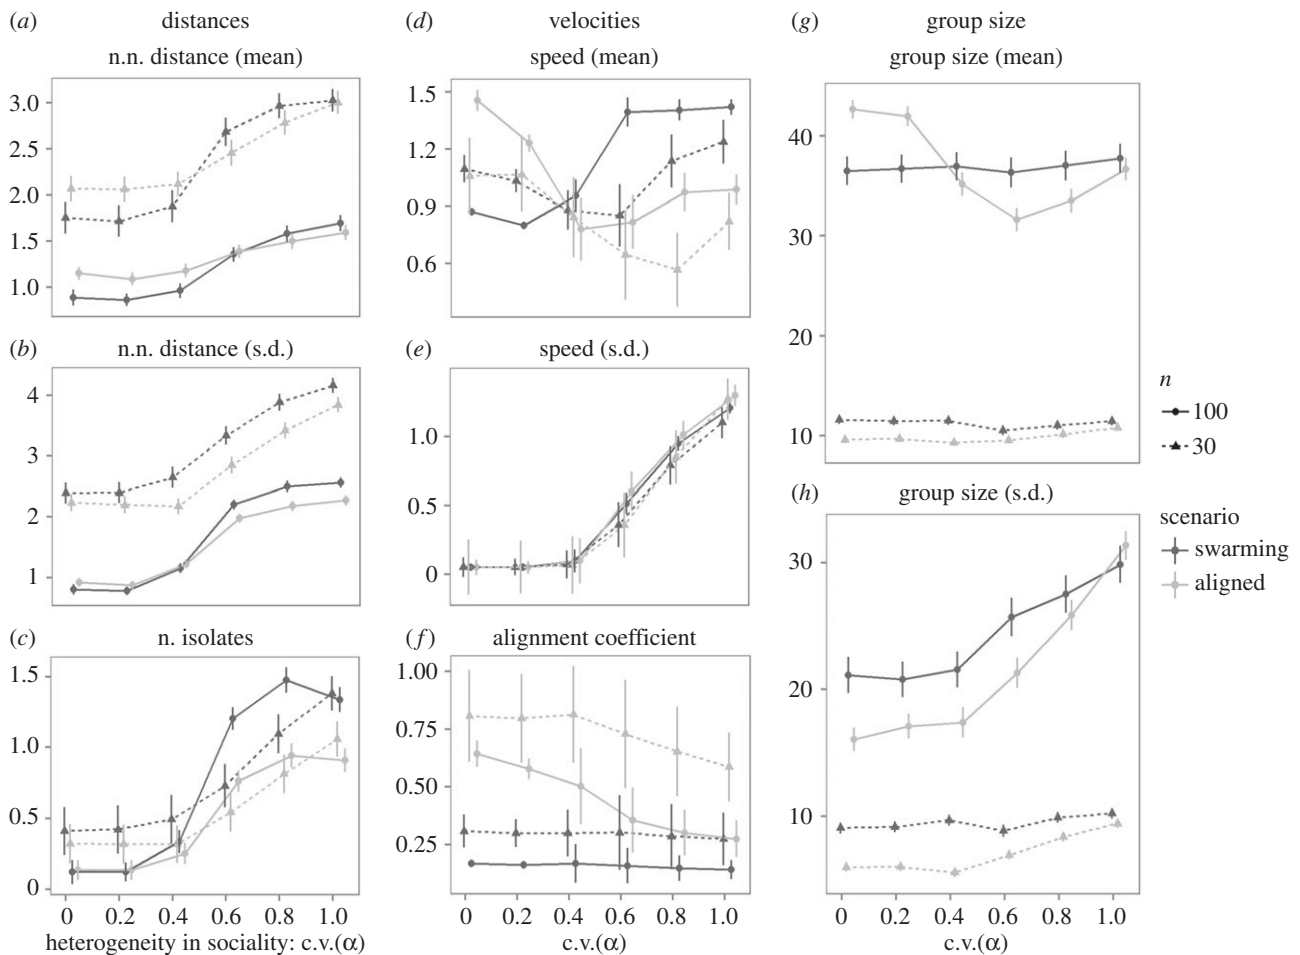 (a) distances
n.n. distance (mean)
3.0
2.5
2.0
1.5
1.0
(b) n.n. distance (s.d.)
4
3
2
1
(c) n. isolates
1.5
1.0
0.5
0
0 0.2 0.4 0.6 0.8 1.0
heterogeneity in sociality: c.v.(α)
(d) velocities
speed (mean)
1.5
1.2
0.9
0.6
(e) speed (s.d.)
1.0
0.5
0
(f) alignment coefficient
1.00
0.75
0.50
0.25
0 0.2 0.4 0.6 0.8 1.0
c.v.(α)
(g) group size
group size (mean)
40
30
20
10
(h) group size (s.d.)
30
20
10
0 0.2 0.4 0.6 0.8 1.0
c.v.(α)
n
100
30
scenario
swarming
aligned